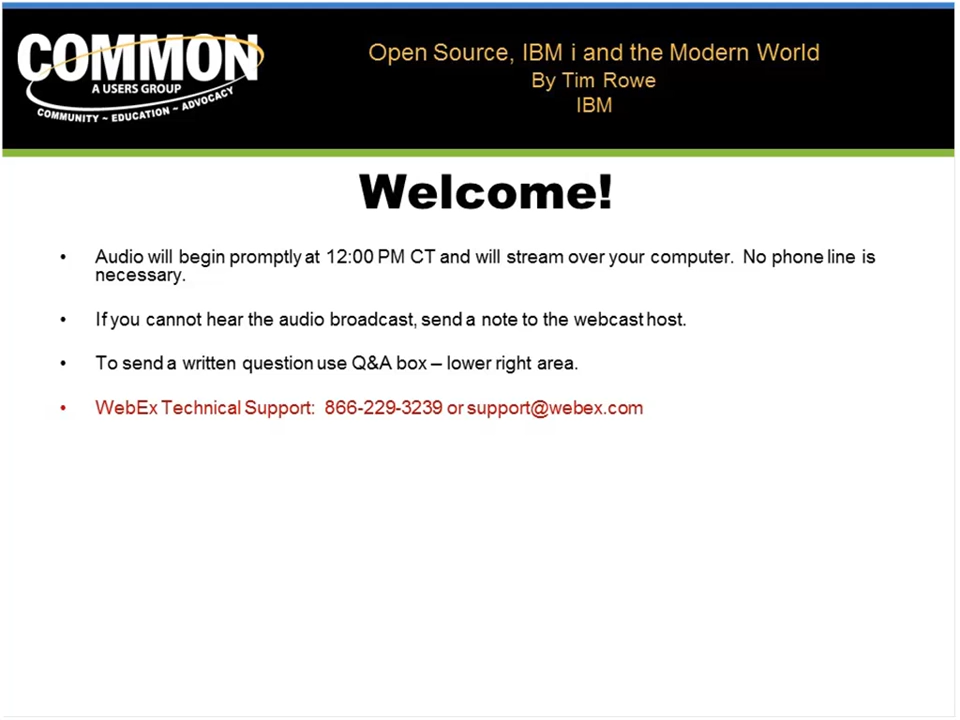 COMMON
A USERS GROUP
COMMUNITY ~ EDUCATION ~ ADVOCACY
Open Source, IBM i and the Modern World
By Tim Rowe
IBM
Welcome!
• Audio will begin promptly at 12:00 PM CT and will stream over your computer. No phone line is
necessary.
• If you cannot hear the audio broadcast, send a note to the webcast host.
• To send a written question use Q&A box – lower right area.
• WebEx Technical Support: 866-229-3239 or support@webex.com